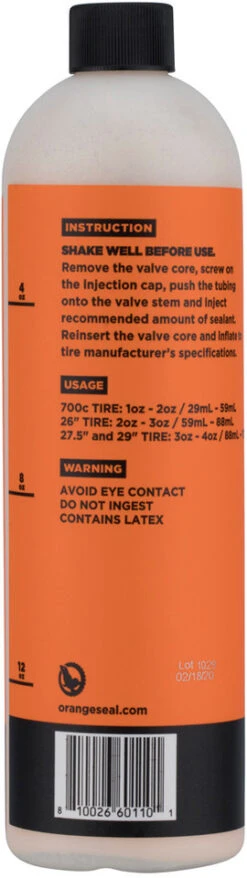 INSTRUCTION
SHAKE WELL BEFORE USE.
Remove the valve core, screw on
the injection cap, push the tubing
onto the valve stem and inject
recommended amount of sealant.
Reinsert the valve core and inflate to
tire manufacturer's specifications.
4
oz
USAGE
700c TIRE: 1oz - 2oz / 29mL - 59mL
26" TIRE: 2oz - 3oz / 59mL - 88mL
27.5" and 29" TIRE: 3oz - 4oz / 88mL -
8
oz
WARNING
AVOID EYE CONTACT
DO NOT INGEST
CONTAINS LATEX
12
oz
Lot 1020
02/18/20
orangeseal.com
8 10026 60110 1